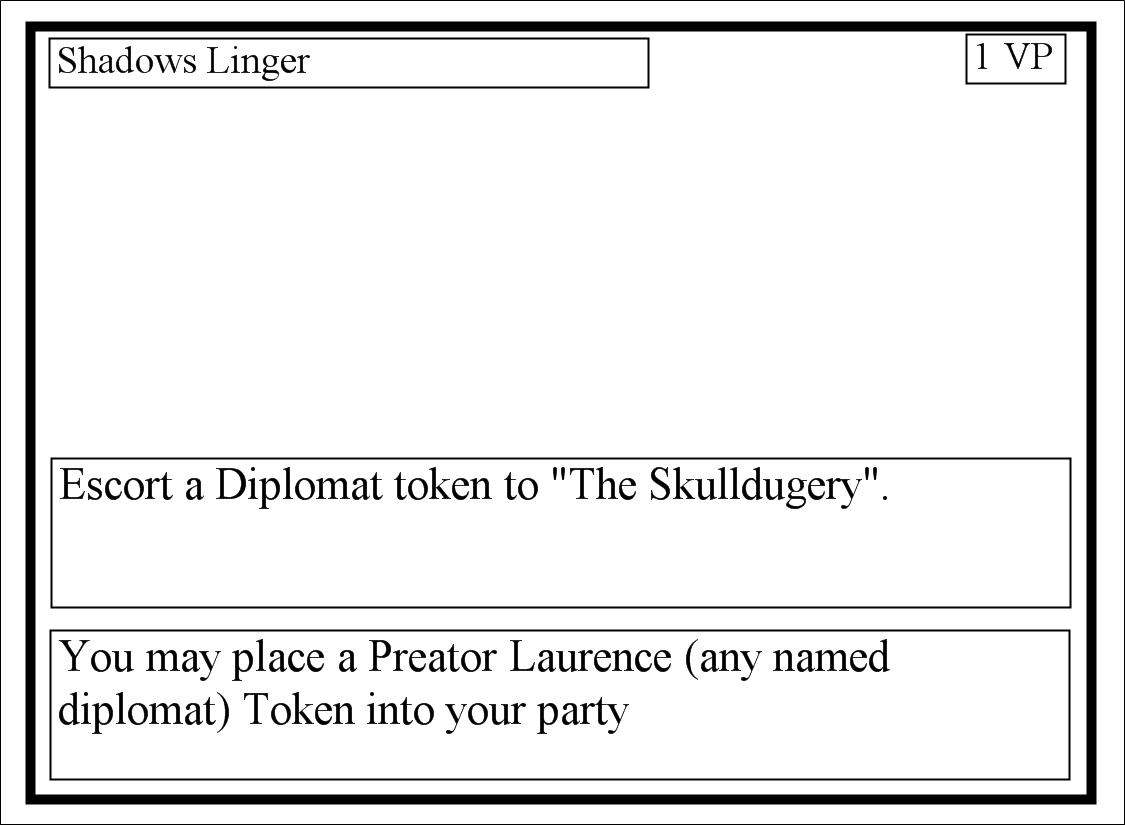 Shadows Linger
1 VP
Escort a Diplomat token to "The Skulldugery".
You may place a Preator Laurence (any named
diplomat) Token into your party